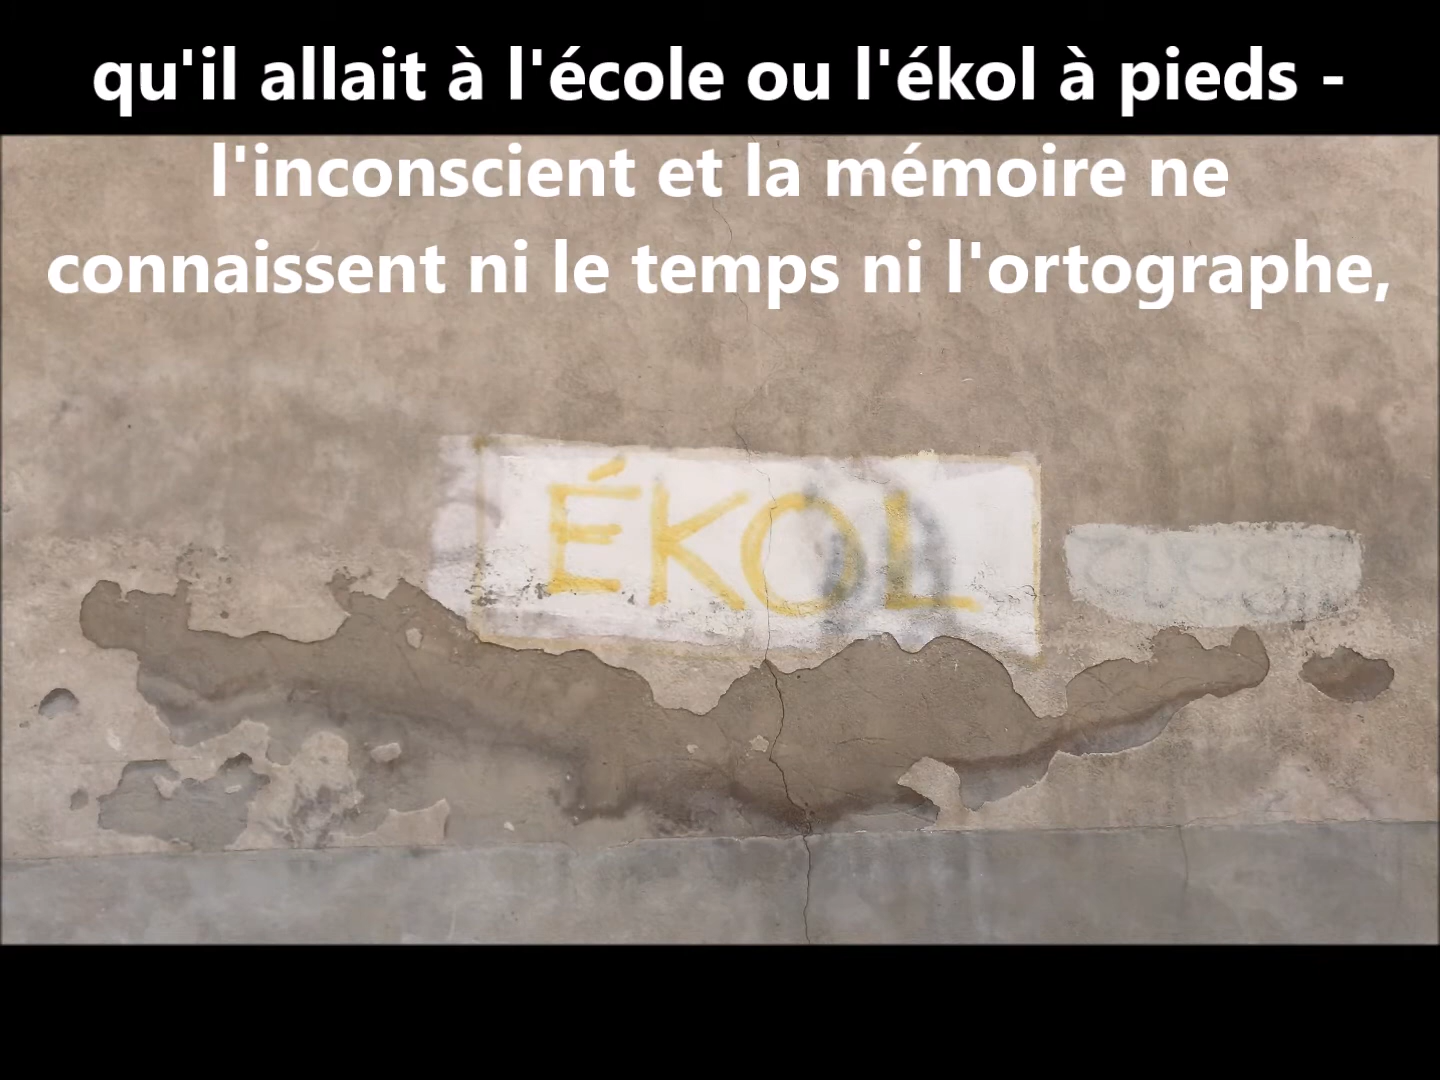 qu'il allait à l'école ou l'ékol à pieds -
l'inconscient et la mémoire ne
connaissent ni le temps ni l'ortographe,
ÉKOL